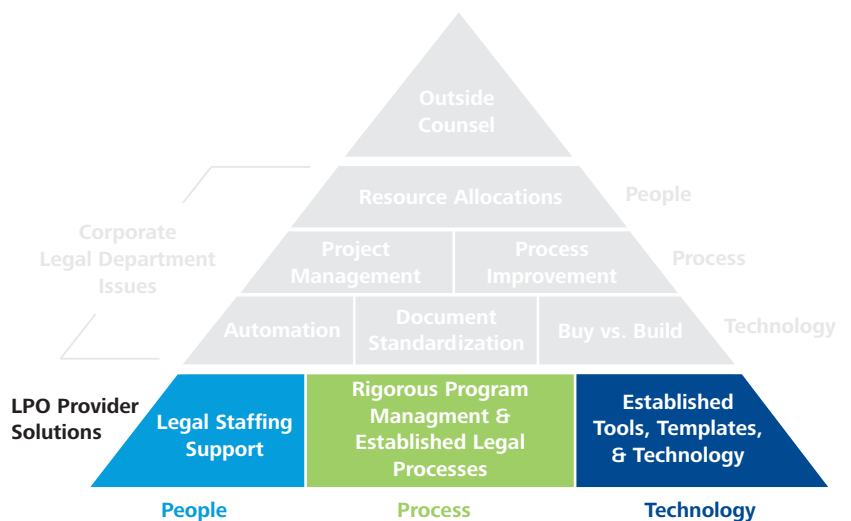 Outside
Counsel
Resource Allocations
People
Corporate
Legal Department
Issues
Project
Management
Process
Improvement
Process
Automation
Document
Standardization
Buy vs. Build
Technology
LPO Provider
Solutions
Legal Staffing
Support
Rigorous Program
Managment &
Established Legal
Processes
Established
Tools, Templates,
& Technology
People
Process
Technology